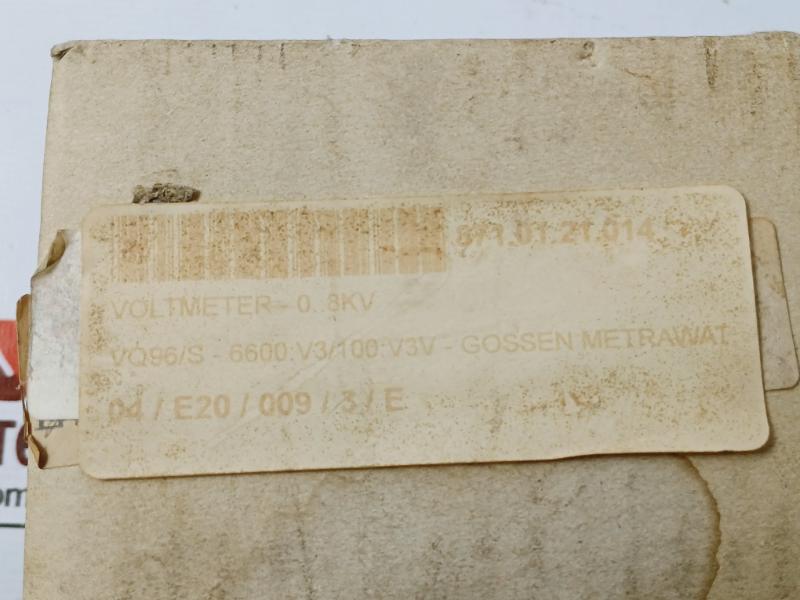 671.01.21.014
VOLTMETER - 0..8KV
VQ96/S - 6600:V3/100:V3V - GOSSEN METRAWAT
04 / E20 / 009 / 3 / E